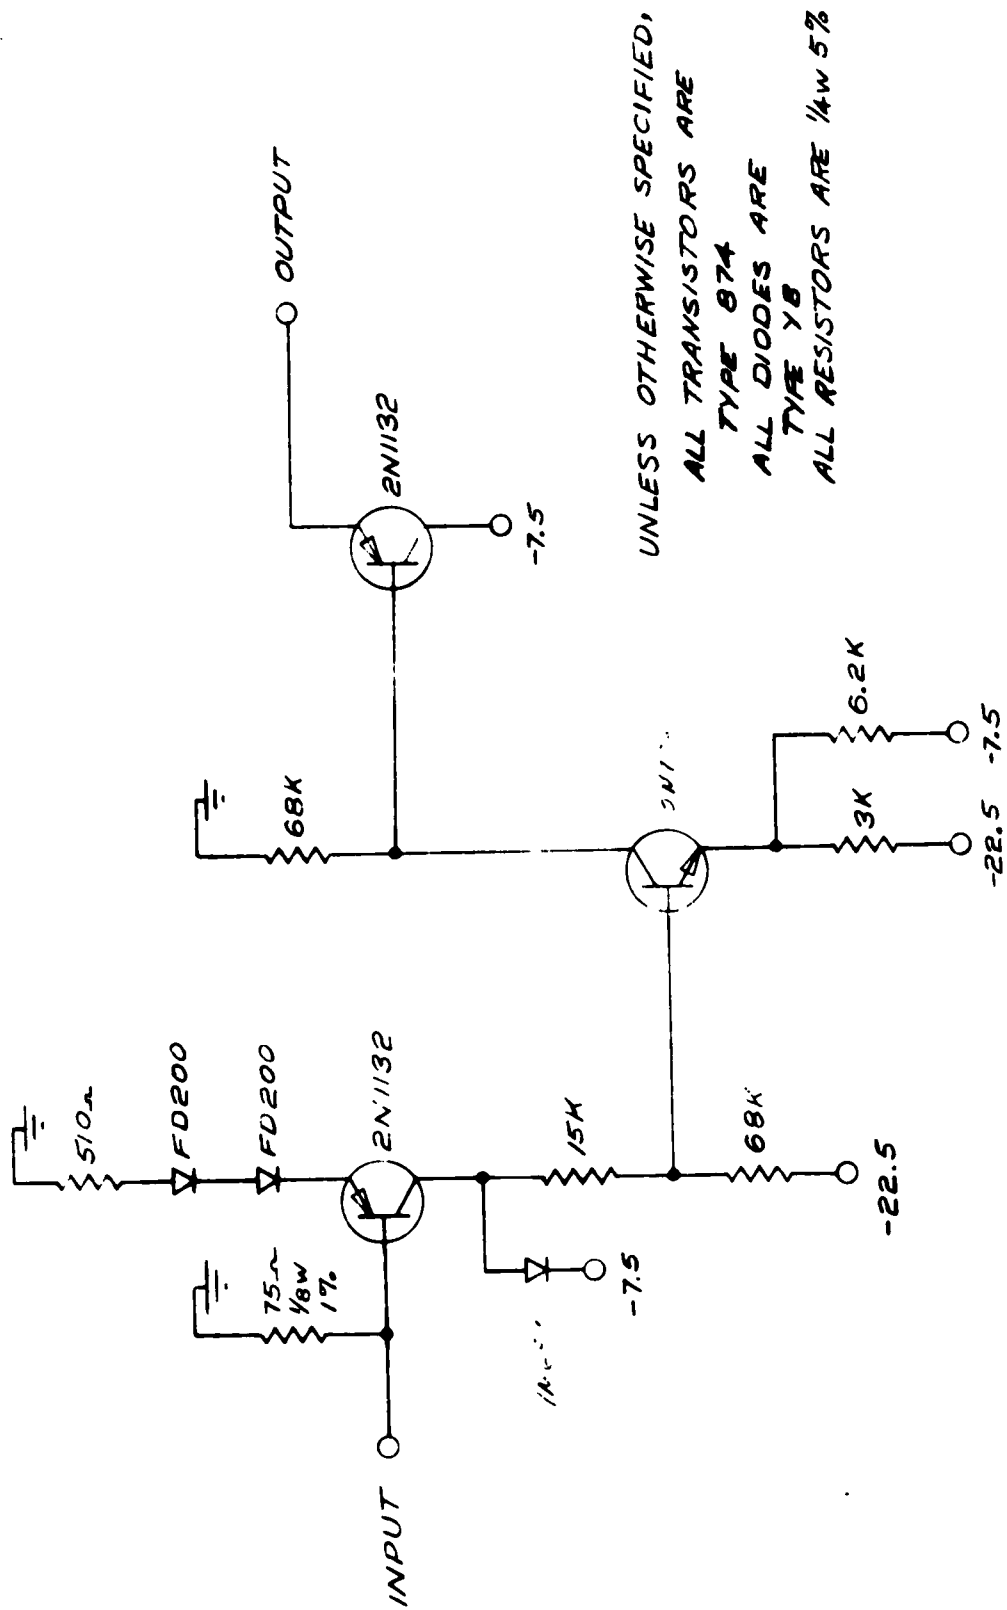 INPUT
75Ω
1/8W
1%
510Ω
FD200
FD200
2N1132
-7.5
15K
68K
-22.5
68K
3K
-22.5
6.2K
-7.5
2N1132
-7.5
OUTPUT
UNLESS OTHERWISE SPECIFIED,
ALL TRANSISTORS ARE
TYPE 874
ALL DIODES ARE
TYPE YB
ALL RESISTORS ARE 1/4W 5%